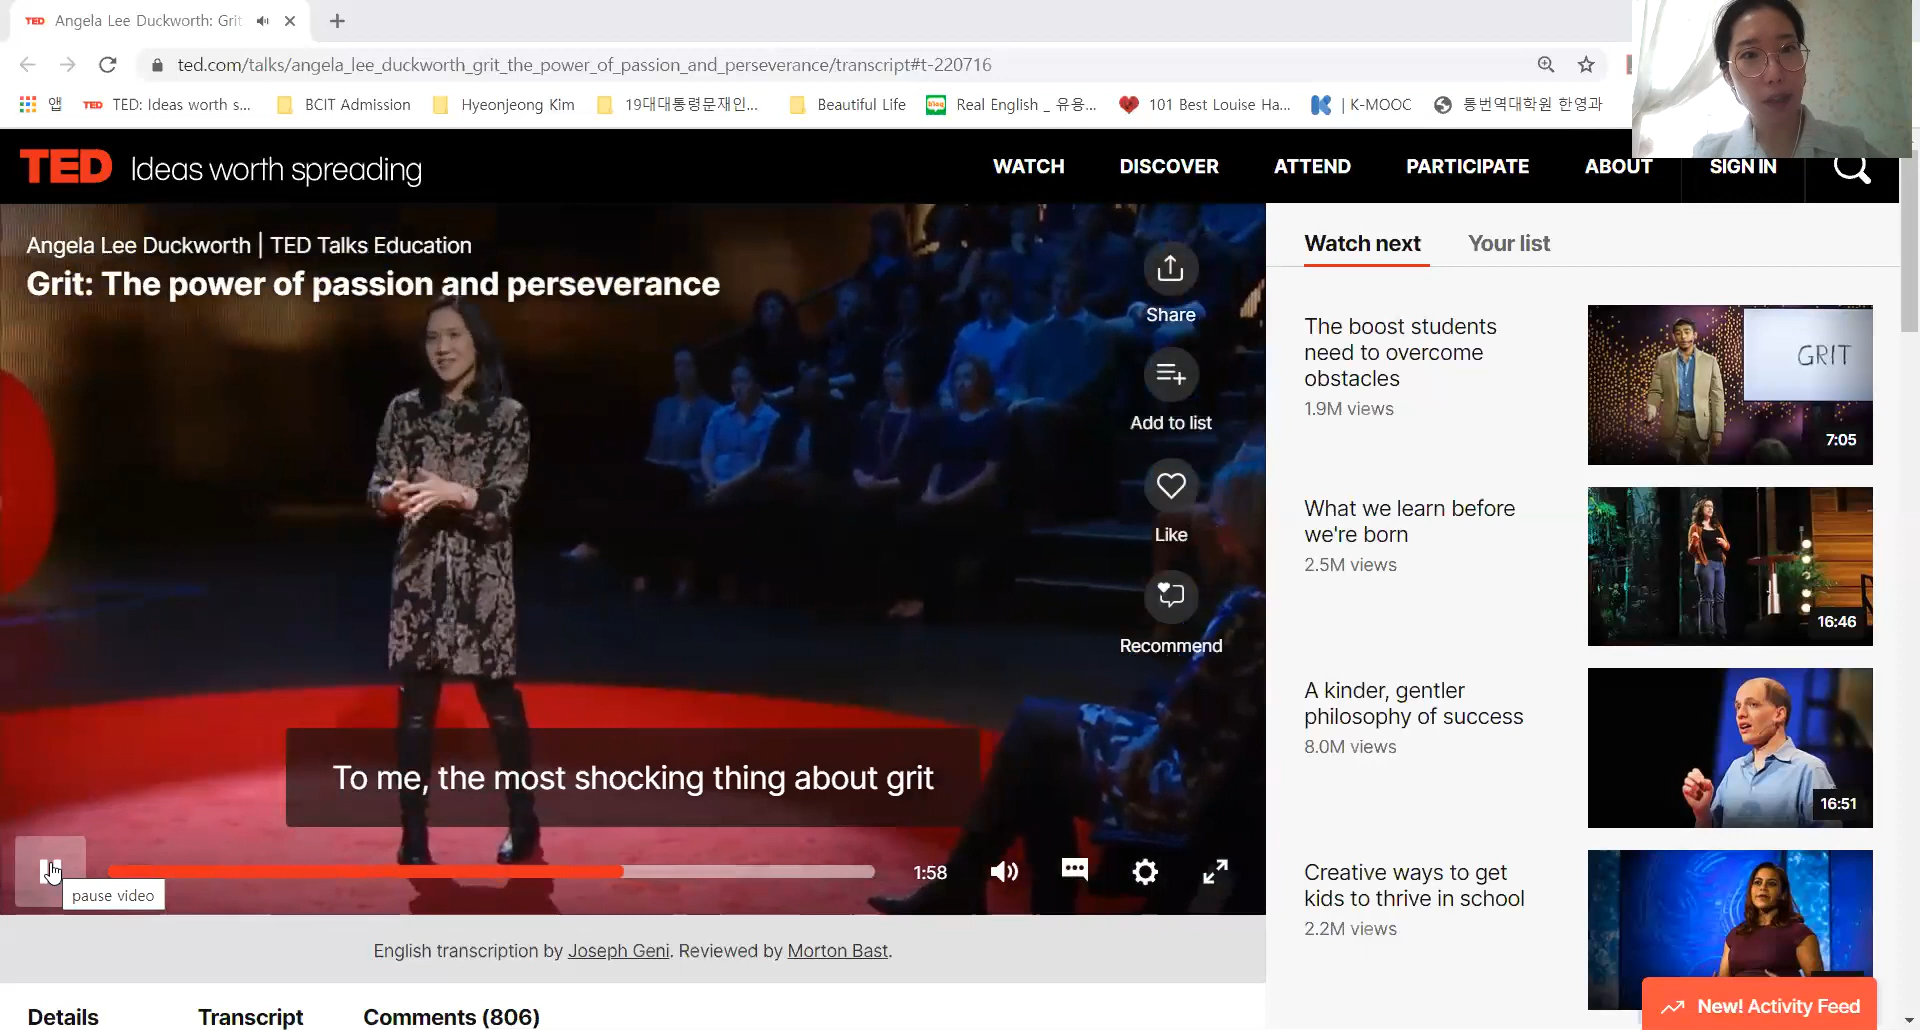 TED Angela Lee Duckworth: Grit
ted.com/talks/angela_lee_duckworth_grit_the_power_of_passion_and_perseverance/transcript#t-220716
앱 TED TED: Ideas worth s... BCIT Admission Hyeonjeong Kim 19대대통령문재인... Beautiful Life blog Real English _ 유용... 101 Best Louise Ha... | K-MOOC 통번역대학원 한영과
TED Ideas worth spreading WATCH DISCOVER ATTEND PARTICIPATE ABOUT SIGN IN
Angela Lee Duckworth | TED Talks Education
Grit: The power of passion and perseverance
Share
Add to list
Like
Recommend
To me, the most shocking thing about grit
1:58
pause video
English transcription by Joseph Geni. Reviewed by Morton Bast.
Details Transcript Comments (806)
Watch next Your list
The boost students
need to overcome
obstacles
1.9M views
GRIT
7:05
What we learn before
we're born
2.5M views
16:46
A kinder, gentler
philosophy of success
8.0M views
16:51
Creative ways to get
kids to thrive in school
2.2M views
New! Activity Feed